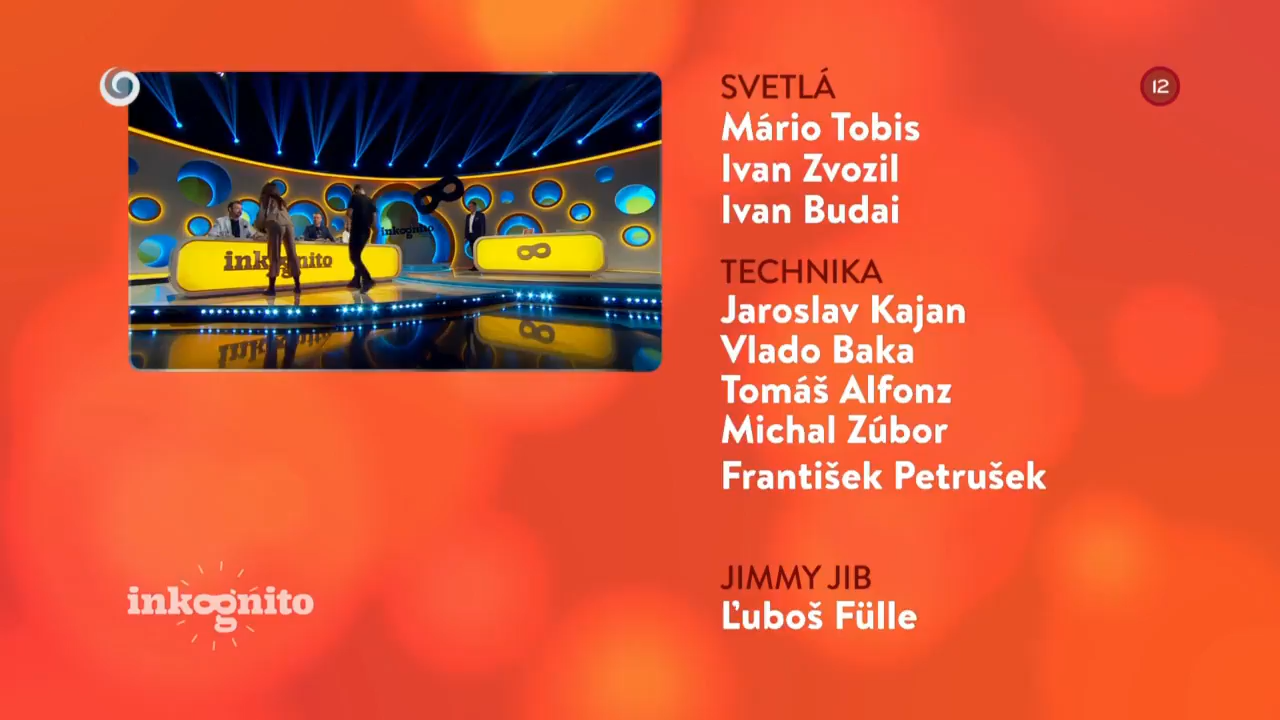 SVETLÁ
Mário Tobis
Ivan Zvozil
Ivan Budai
TECHNIKA
Jaroslav Kajan
Vlado Baka
Tomáš Alfonz
Michal Zúbor
František Petrušek
JIMMY JIB
Ľuboš Fülle
12
inkognito
inkognito
inkognito